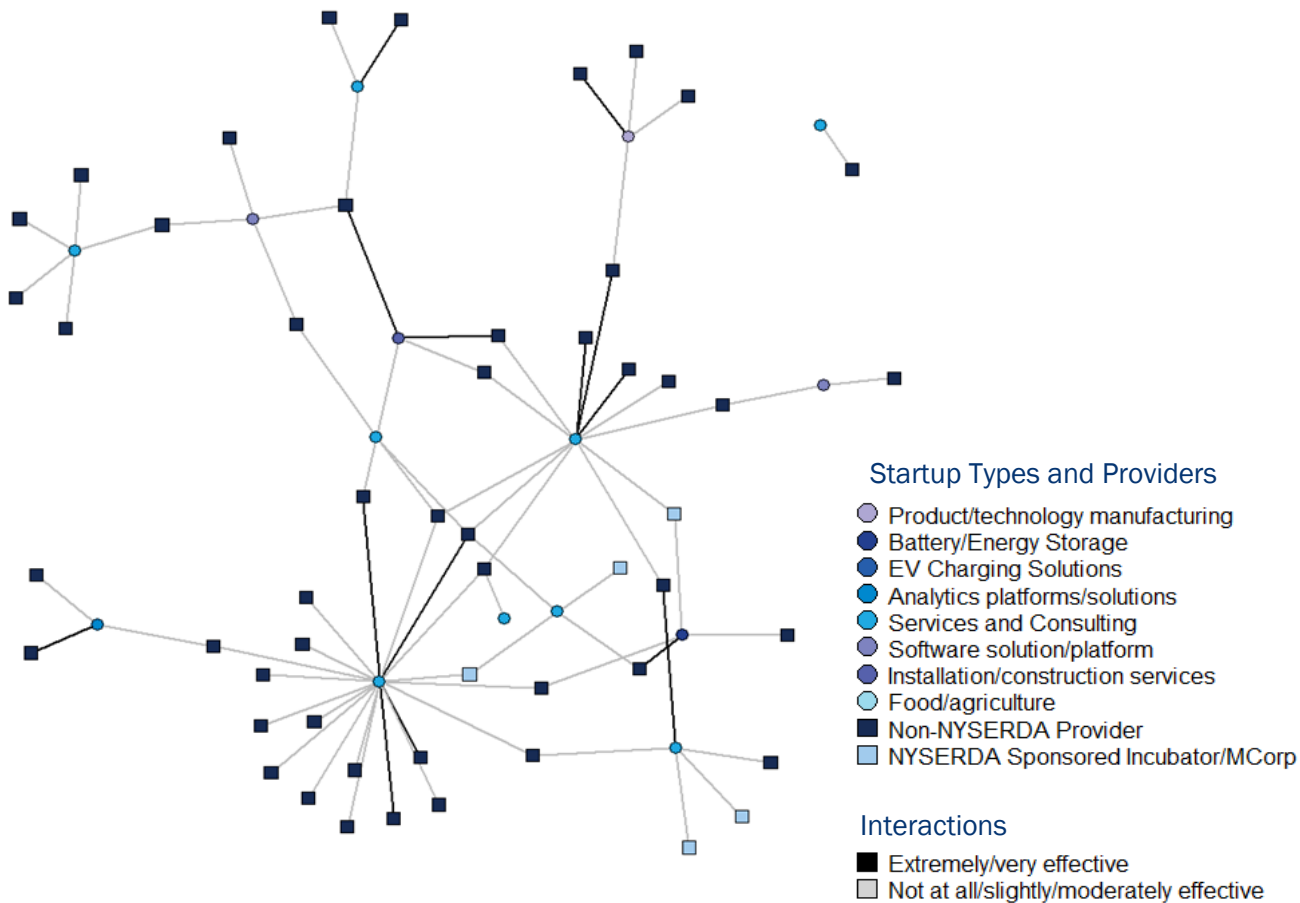 Startup Types and Providers
Product/technology manufacturing
Battery/Energy Storage
EV Charging Solutions
Analytics platforms/solutions
Services and Consulting
Software solution/platform
Installation/construction services
Food/agriculture
Non-NYSERDA Provider
NYSERDA Sponsored Incubator/MCorp
Interactions
Extremely/very effective
Not at all/slightly/moderately effective